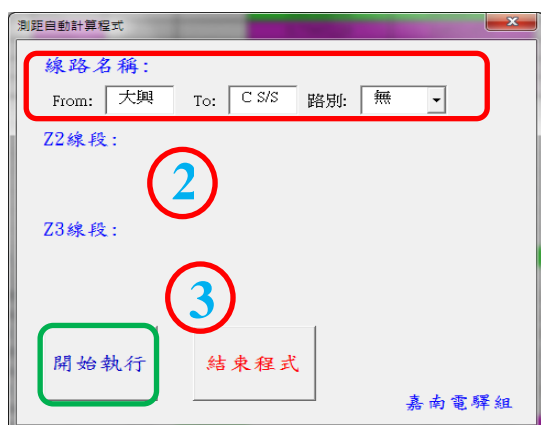 測距自動計算程式
線路名稱:
From: 大興 To: C S/S 路別: 無
Z2線段:
2
Z3線段:
3
開始執行 結束程式
嘉南電驛組